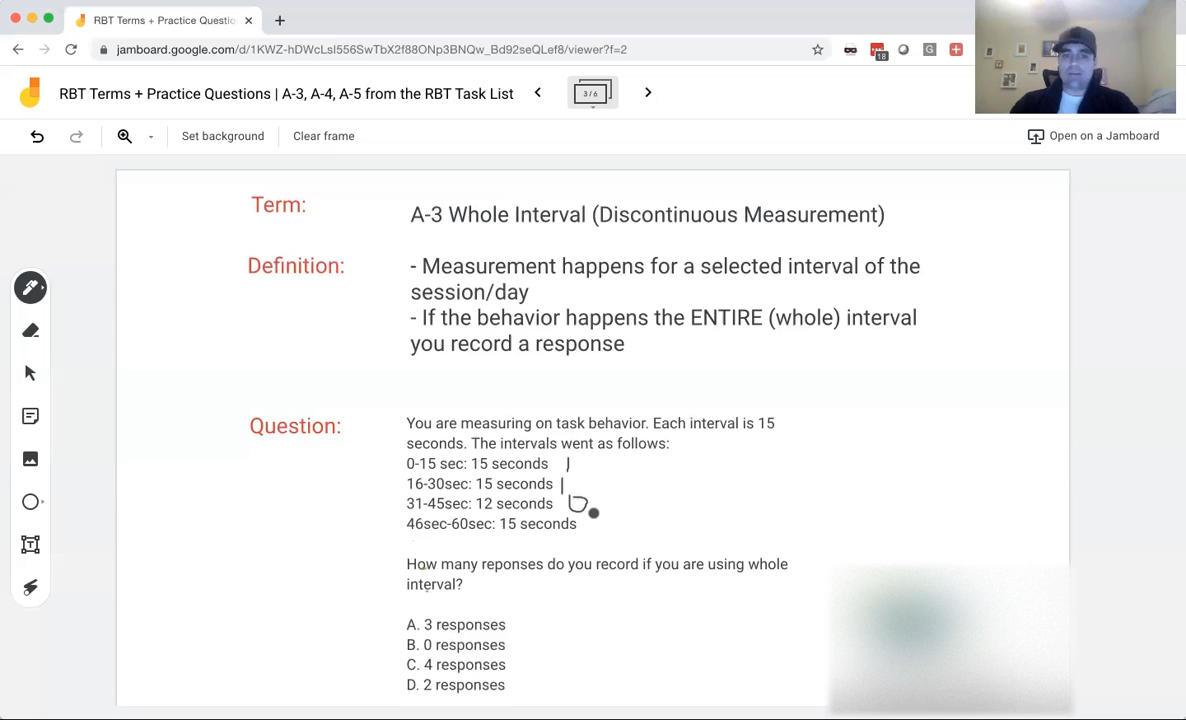 RBT Terms + Practice Questio
jamboard.google.com/d/1KWZ-hDWcLsI556SwTbX2f88ONp3BNQw_Bd92seQLef8/viewer?f=2
18
G
RBT Terms + Practice Questions | A-3, A-4, A-5 from the RBT Task List
3 / 6
Set background
Clear frame
Open on a Jamboard
Term:
A-3 Whole Interval (Discontinuous Measurement)
Definition:
- Measurement happens for a selected interval of the
session/day
- If the behavior happens the ENTIRE (whole) interval
you record a response
Question:
You are measuring on task behavior. Each interval is 15
seconds. The intervals went as follows:
0-15 sec: 15 seconds |
16-30sec: 15 seconds |
31-45sec: 12 seconds 0
46sec-60sec: 15 seconds
How many reponses do you record if you are using whole
interval?
A. 3 responses
B. 0 responses
C. 4 responses
D. 2 responses